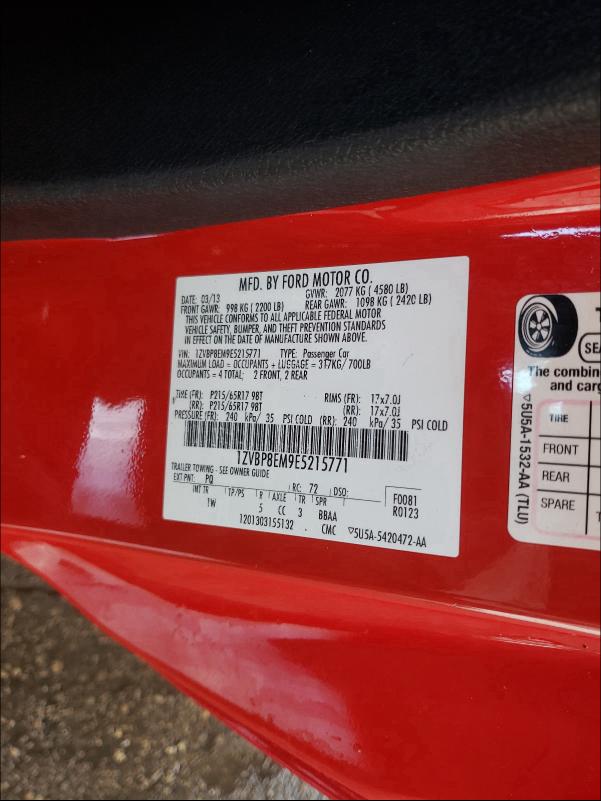 MFD. BY FORD MOTOR CO.
DATE: 03/13 GVWR: 2077 KG ( 4580 LB)
FRONT GAWR: 998 KG ( 2200 LB) REAR GAWR: 1098 KG ( 2420 LB)
THIS VEHICLE CONFORMS TO ALL APPLICABLE FEDERAL MOTOR
VEHICLE SAFETY, BUMPER, AND THEFT PREVENTION STANDARDS
IN EFFECT ON THE DATE OF MANUFACTURE SHOWN ABOVE.
VIN: 1ZVBP8EM9E5215771 TYPE: Passenger Car
MAXIMUM LOAD = OCCUPANTS + LUGGAGE = 317KG/ 700LB
OCCUPANTS = 4 TOTAL; 2 FRONT, 2 REAR
TIRE (FR): P215/65R17 98T RIMS (FR): 17x7.0J
(RR): P215/65R17 98T (RR): 17x7.0J
PRESSURE (FR): 240 kPa/ 35 PSI COLD (RR): 240 kPa/ 35 PSI COLD
1ZVBP8EM9E5215771
TRAILER TOWING - SEE OWNER GUIDE
EXT PNT: PQ RC: 72 DSO: F0081
INT TR TP/PS R AXLE TR SPR R0123
TW 5 CC 3 BBAA
1201303155132 CMC ▽5U5A-5420472-AA
T
SEA
The combin
and carg
TIRE
FRONT
REAR
SPARE
T
▽5U5A-1532-AA (TLU)